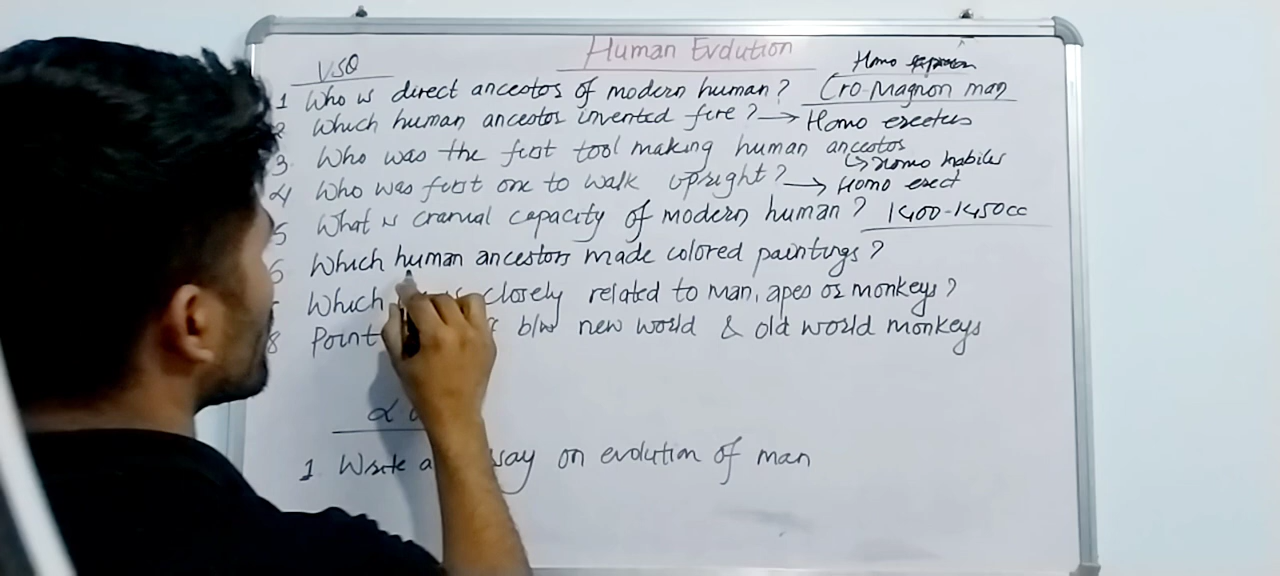 Human Evolution
VSQ
Homo sapien
1 Who is direct ancestos of modern human? Cro-Magnon man
2 Which human ancestos invented fire? → Homo erectus
3. Who was the first tool making human ancestos
↳ Homo habilis
4 Who was first one to walk upright? → Homo erect
5 What is cranial capacity of modern human? 1400-1450cc
6 Which human ancestors made colored paintings?
Which closely related to man, apes or monkeys?
8 Point b/w new world & old world monkeys
1 Write a on evolution of man